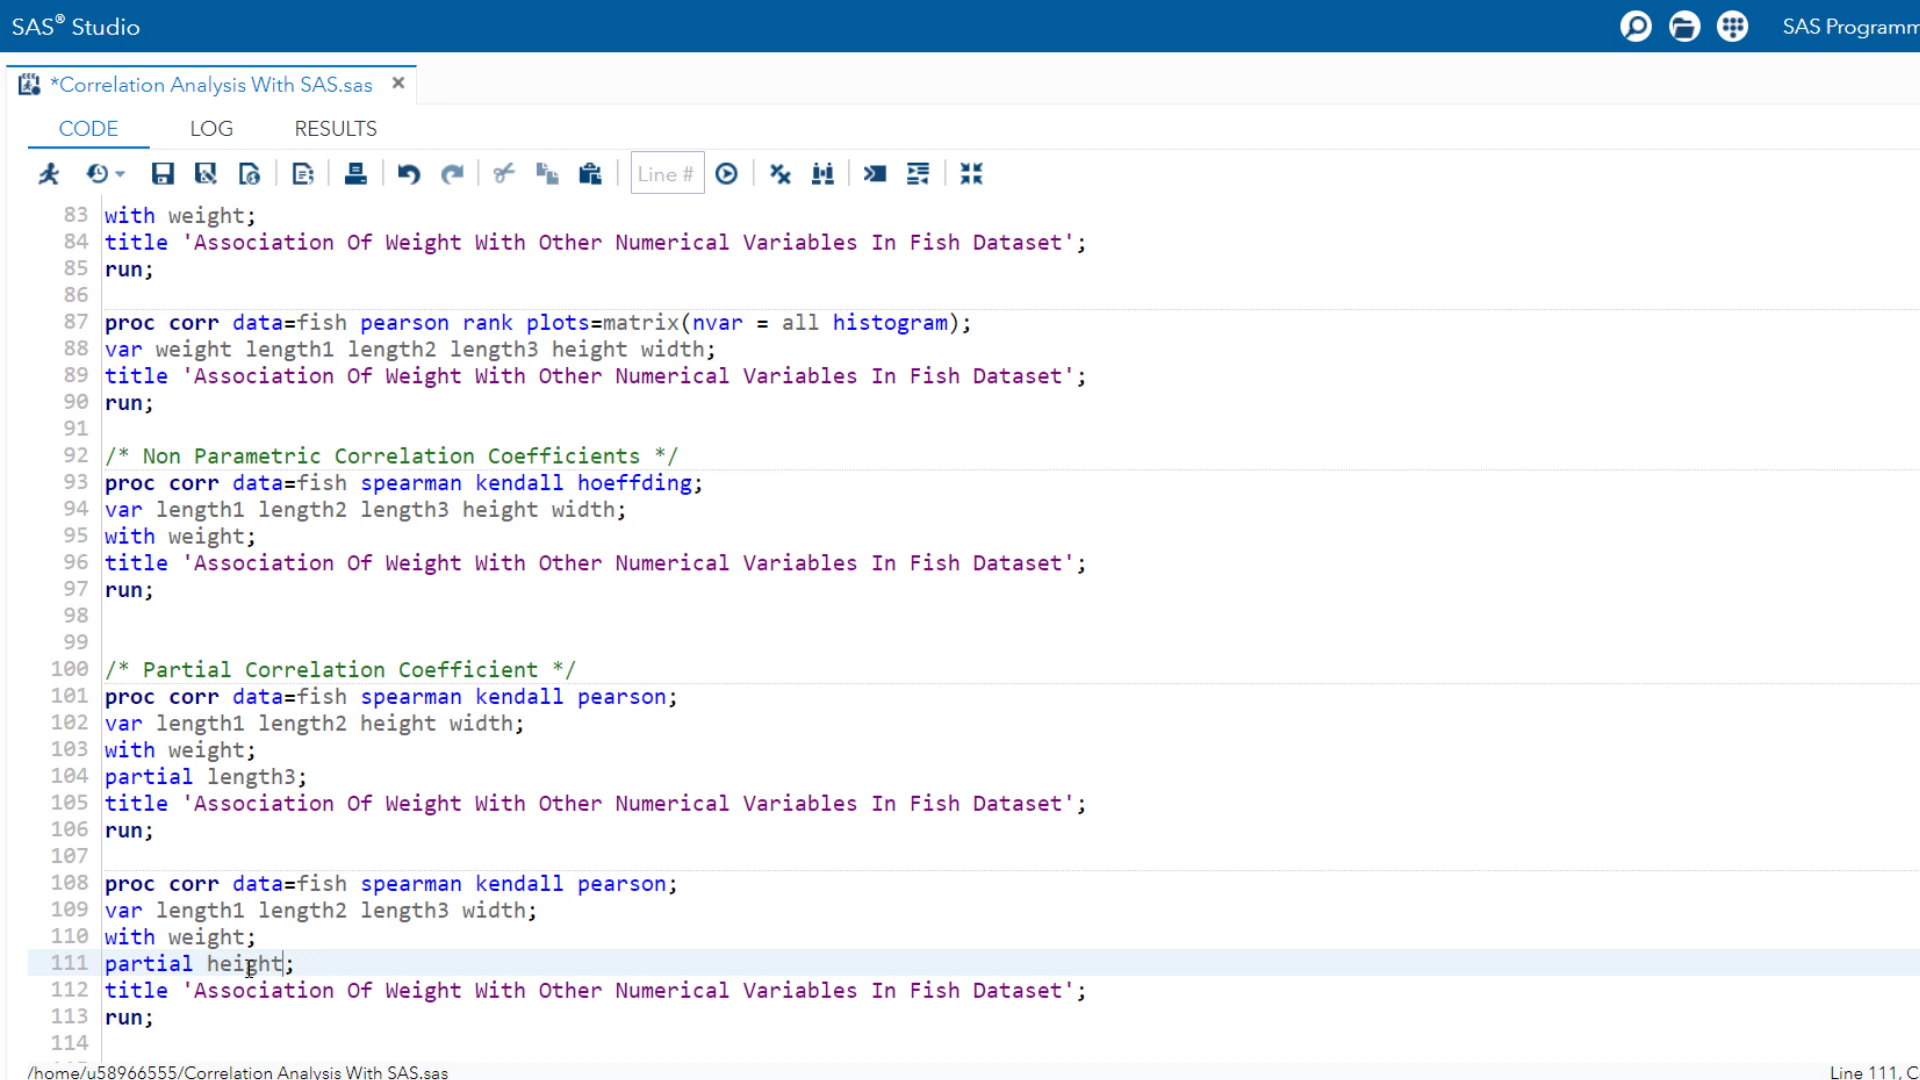 SAS® Studio
SAS Programm
*Correlation Analysis With SAS.sas
CODE LOG RESULTS
Line #
83 with weight;
84 title 'Association Of Weight With Other Numerical Variables In Fish Dataset';
85 run;
86
87 proc corr data=fish pearson rank plots=matrix(nvar = all histogram);
88 var weight length1 length2 length3 height width;
89 title 'Association Of Weight With Other Numerical Variables In Fish Dataset';
90 run;
91
92 /* Non Parametric Correlation Coefficients */
93 proc corr data=fish spearman kendall hoeffding;
94 var length1 length2 length3 height width;
95 with weight;
96 title 'Association Of Weight With Other Numerical Variables In Fish Dataset';
97 run;
98
99
100 /* Partial Correlation Coefficient */
101 proc corr data=fish spearman kendall pearson;
102 var length1 length2 height width;
103 with weight;
104 partial length3;
105 title 'Association Of Weight With Other Numerical Variables In Fish Dataset';
106 run;
107
108 proc corr data=fish spearman kendall pearson;
109 var length1 length2 length3 width;
110 with weight;
111 partial height;
112 title 'Association Of Weight With Other Numerical Variables In Fish Dataset';
113 run;
114
/home/u58966555/Correlation Analysis With SAS.sas
Line 111, C